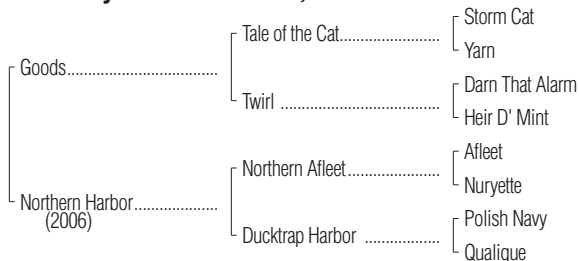 Storm Cat
Tale of the Cat
Yarn
Goods
Darn That Alarm
Twirl
Heir D' Mint
Afleet
Northern Afleet
Nuryette
Northern Harbor
(2006)
Polish Navy
Ducktrap Harbor
Qualique